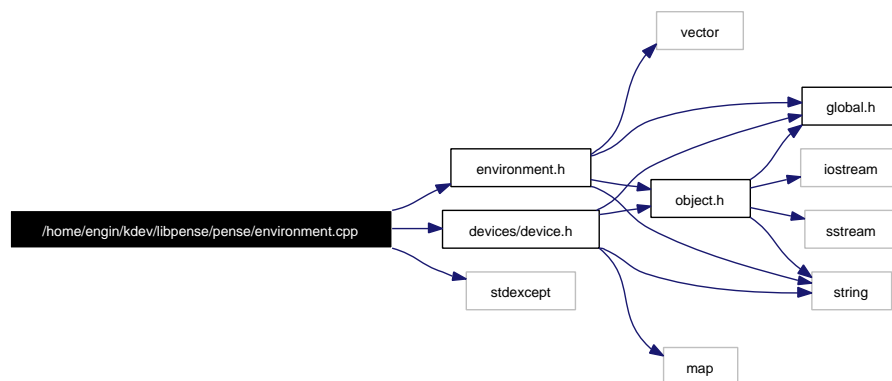 vector
global.h
environment.h
iostream
object.h
/home/engin/kdev/libpense/pense/environment.cpp
devices/device.h
sstream
stdexcept
string
map